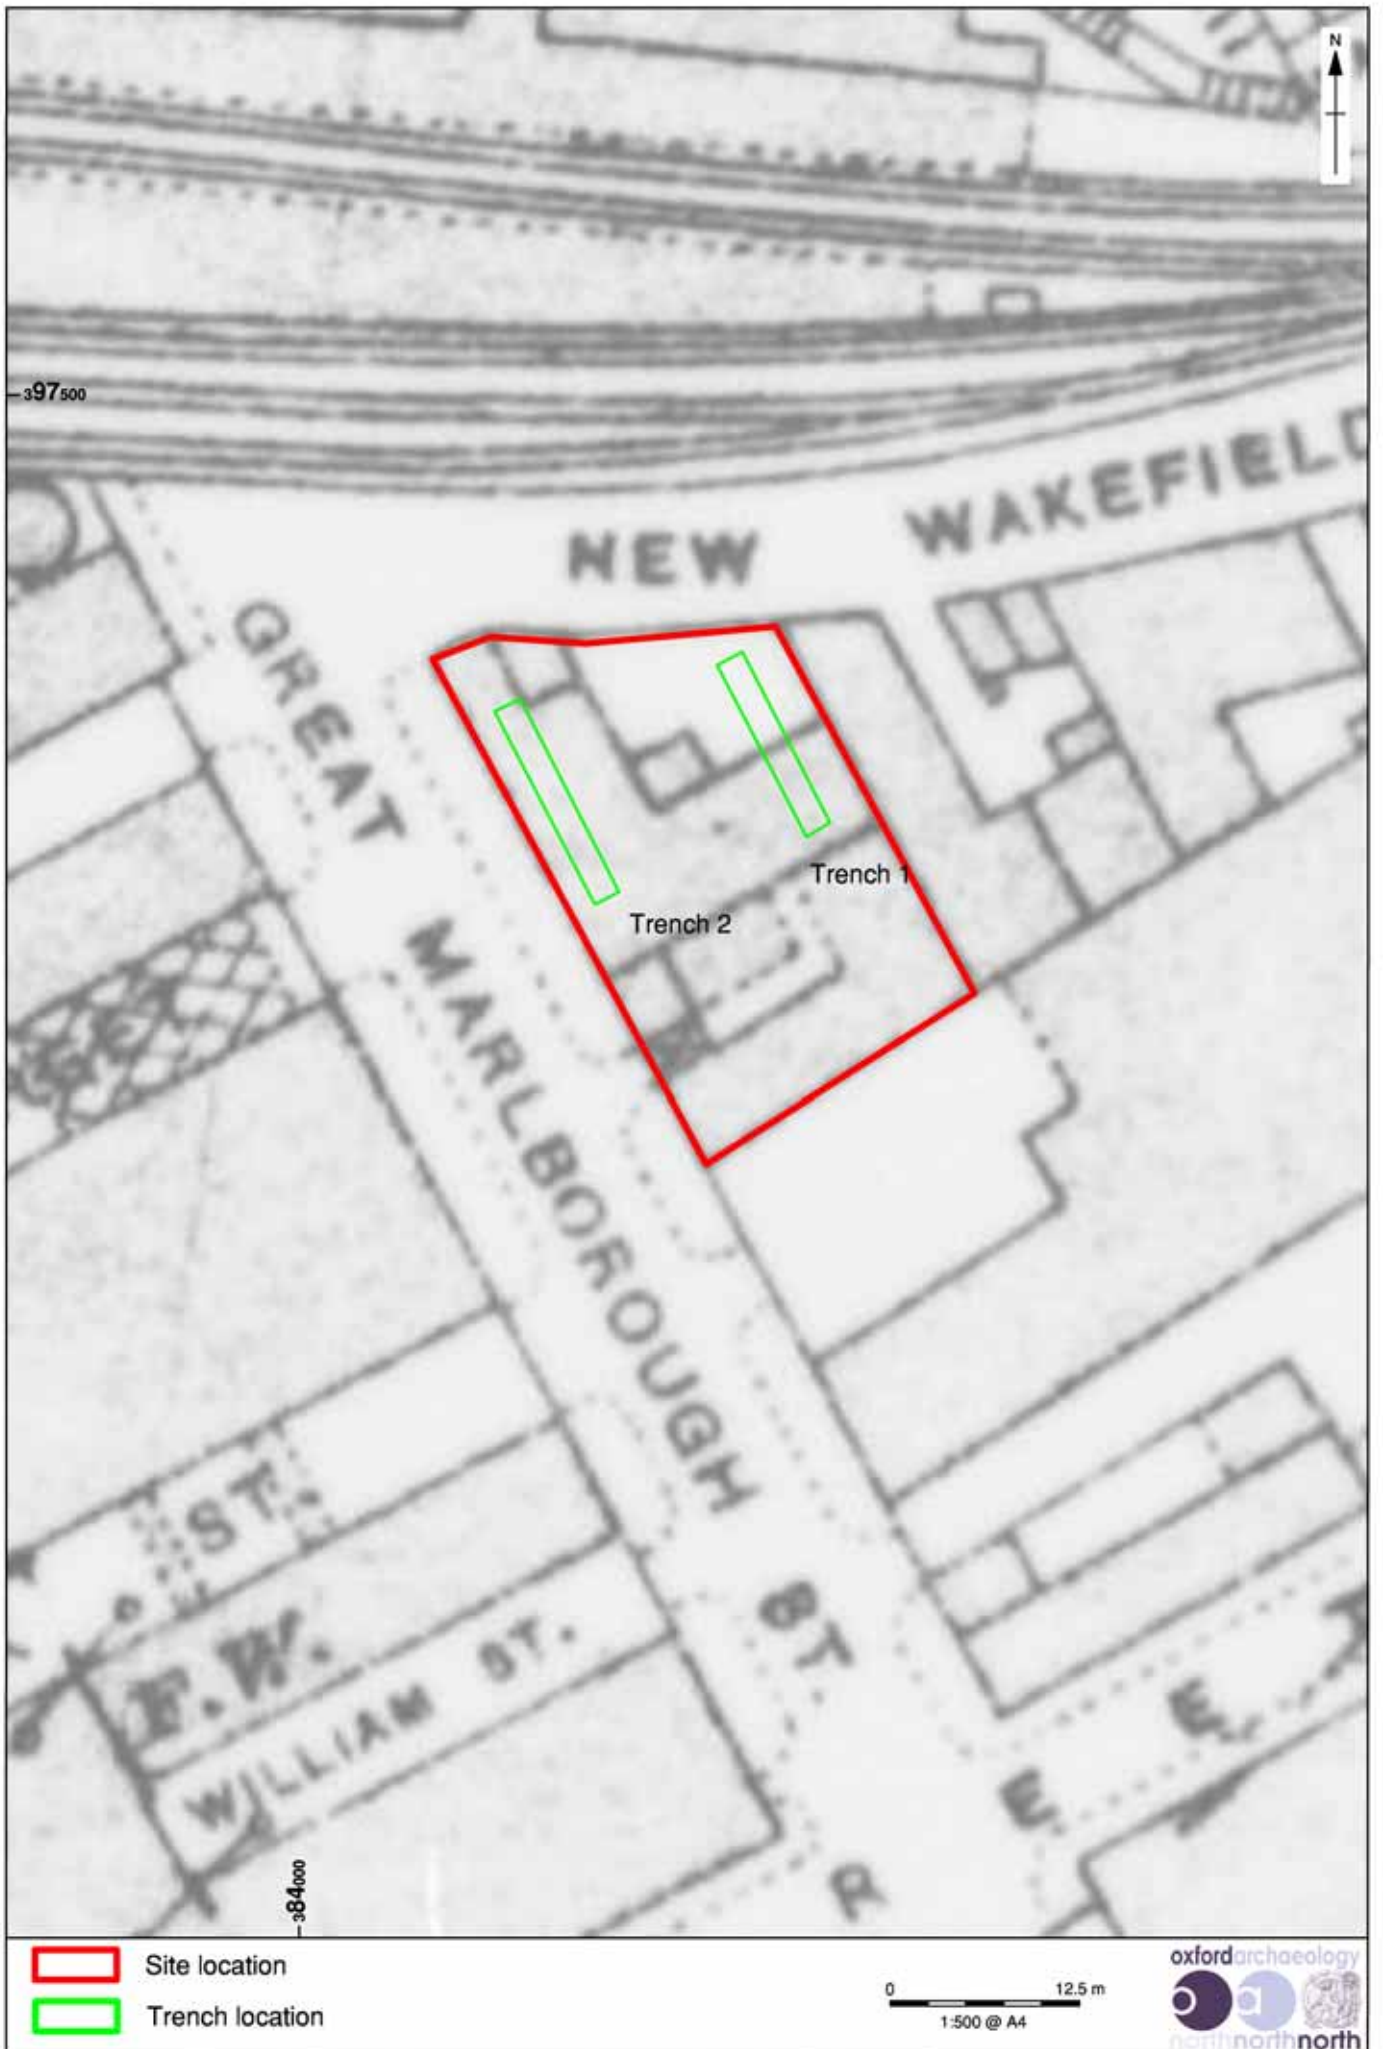 N
397500
NEW WAKEFIELD
GREAT MARLBOROUGH ST
Trench 1
Trench 2
ST.
F.W.
WILLIAM ST.
E.
E.
R
384000
Site location
Trench location
0 12.5 m
1:500 @ A4
oxfordarchaeology
o a
northnorthnorth